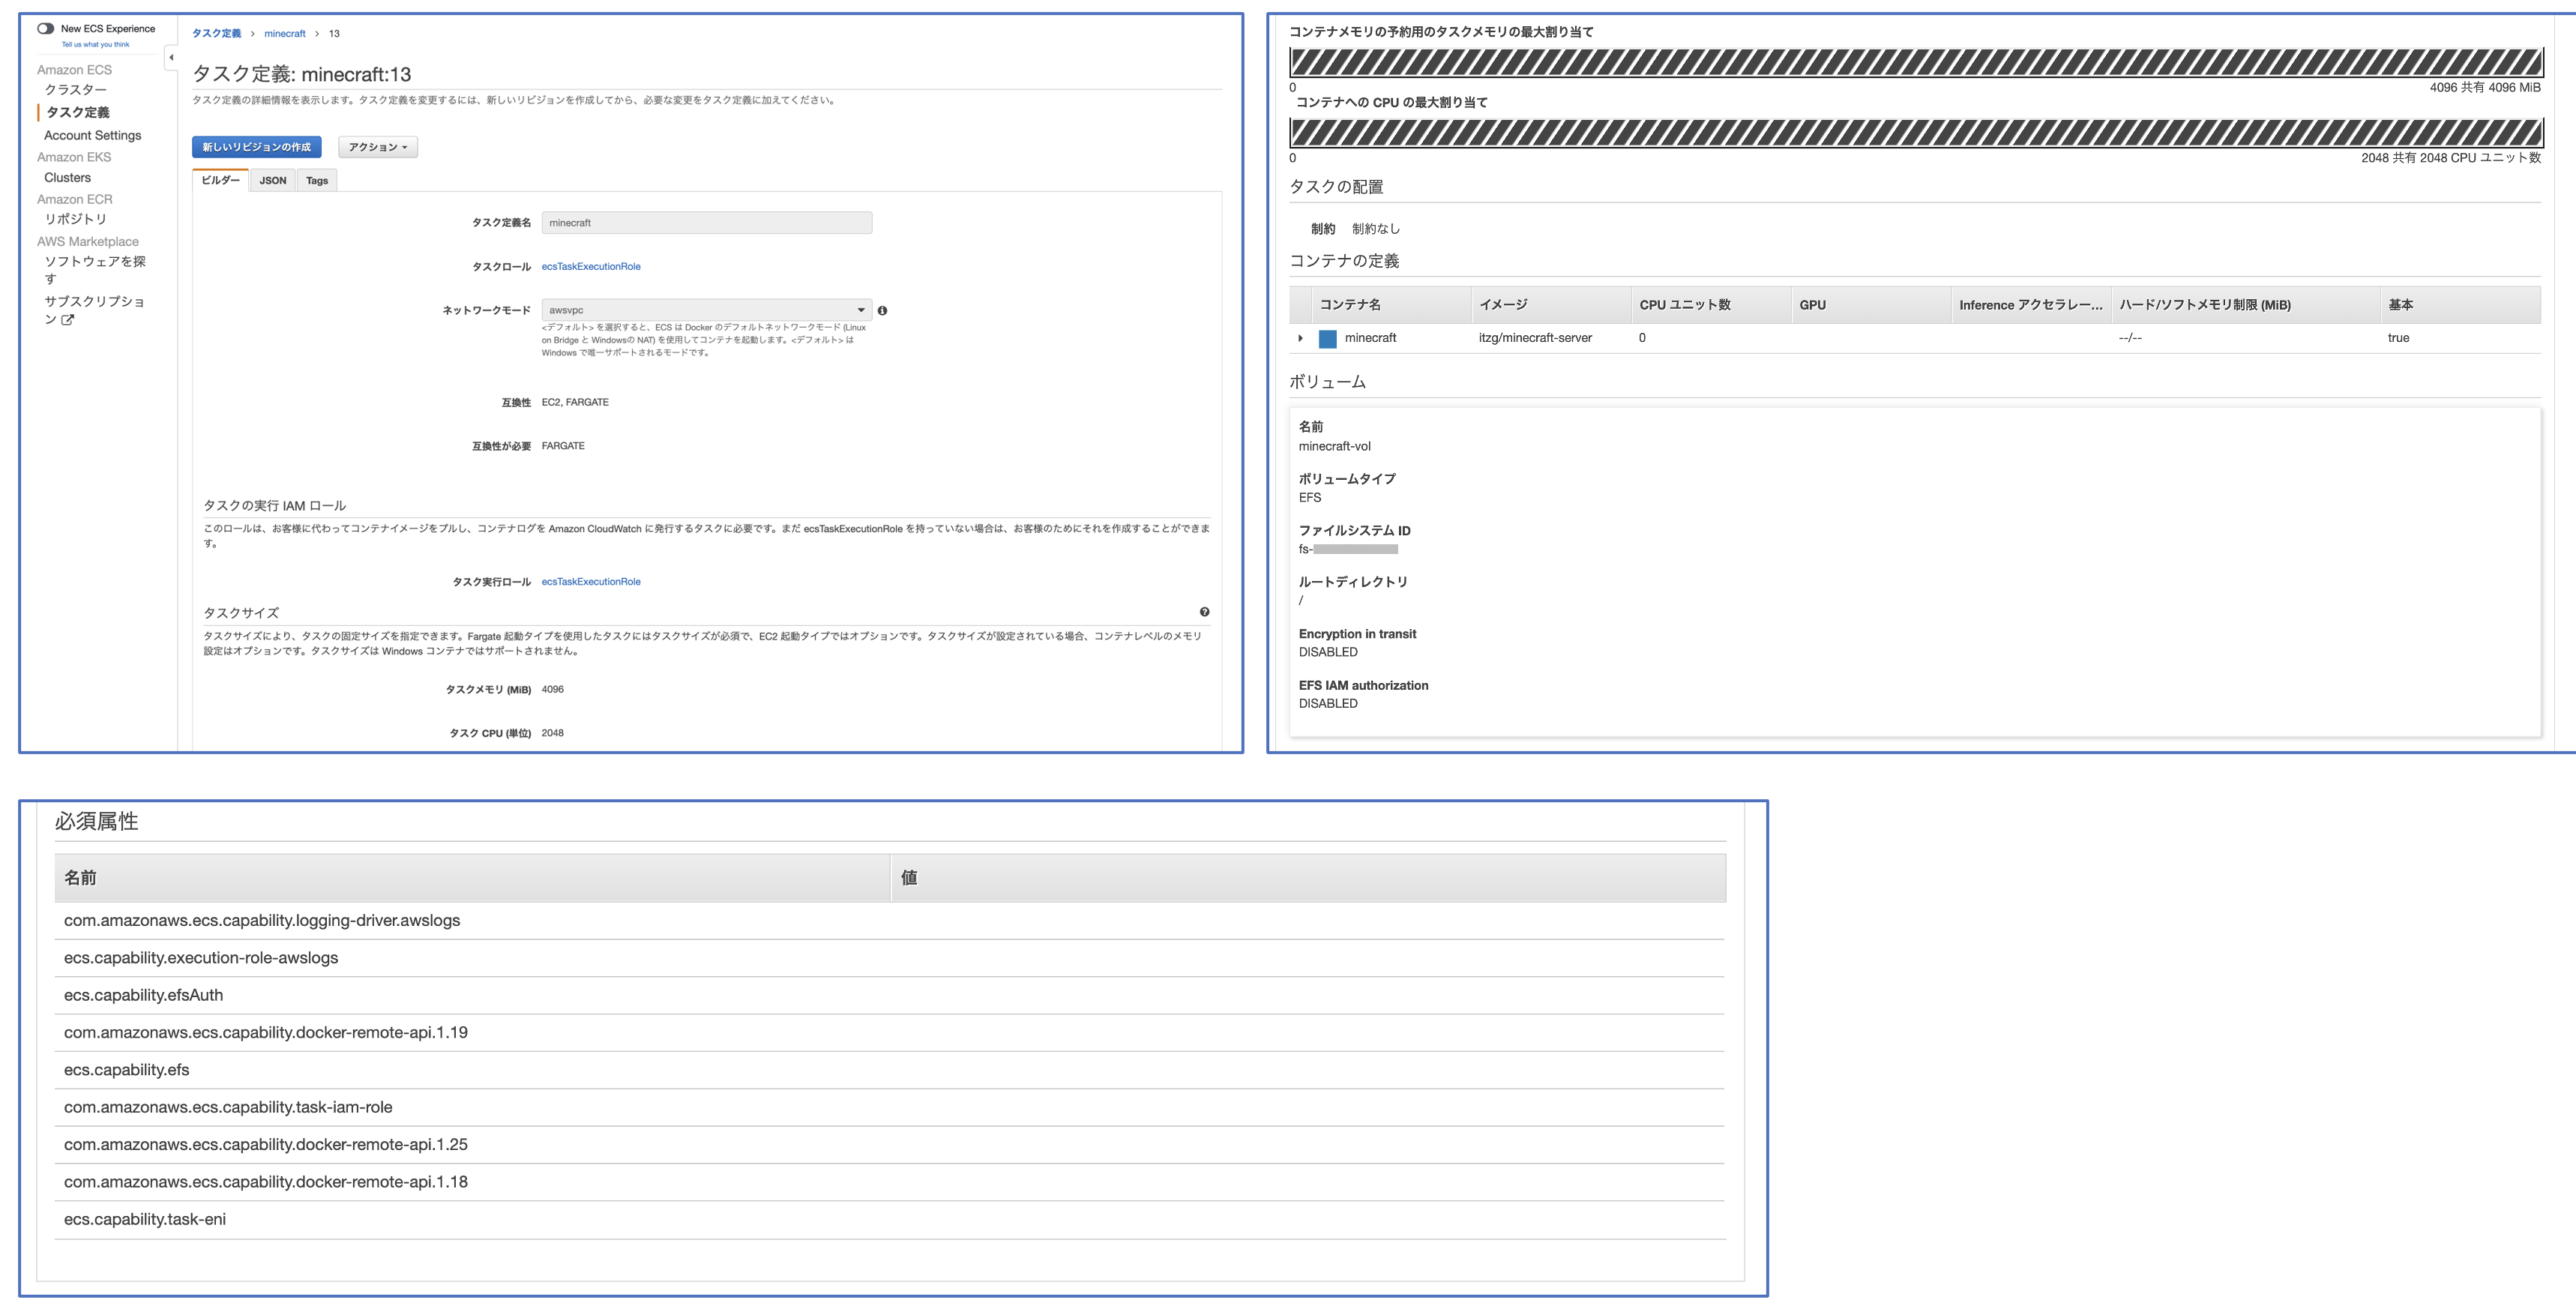 New ECS Experience
Tell us what you think
Amazon ECS
クラスター
タスク定義
Account Settings
Amazon EKS
Clusters
Amazon ECR
リポジトリ
AWS Marketplace
ソフトウェアを探
す
サブスクリプショ
ン
タスク定義 > minecraft > 13
タスク定義: minecraft:13
タスク定義の詳細情報を表示します。タスク定義を変更するには、新しいリビジョンを作成してから、必要な変更をタスク定義に加えてください。
新しいリビジョンの作成 アクション
ビルダー JSON Tags
タスク定義名 minecraft
タスクロール ecsTaskExecutionRole
ネットワークモード awsvpc
<デフォルト> を選択すると、ECS は Docker のデフォルトネットワークモード (Linux
on Bridge と Windowsの NAT) を使用してコンテナを起動します。<デフォルト> は
Windows で唯一サポートされるモードです。
互換性 EC2, FARGATE
互換性が必要 FARGATE
タスクの実行 IAM ロール
このロールは、お客様に代わってコンテナイメージをプルし、コンテナログを Amazon CloudWatch に発行するタスクに必要です。まだ ecsTaskExecutionRole を持っていない場合は、お客様のためにそれを作成することができま
す。
タスク実行ロール ecsTaskExecutionRole
タスクサイズ
タスクサイズにより、タスクの固定サイズを指定できます。Fargate 起動タイプを使用したタスクにはタスクサイズが必須で、EC2 起動タイプではオプションです。タスクサイズが設定されている場合、コンテナレベルのメモリ
設定はオプションです。タスクサイズは Windows コンテナではサポートされません。
タスクメモリ (MiB) 4096
タスク CPU (単位) 2048
コンテナメモリの予約用のタスクメモリの最大割り当て
0
4096 共有 4096 MiB
コンテナへの CPU の最大割り当て
0
2048 共有 2048 CPU ユニット数
タスクの配置
制約 制約なし
コンテナの定義
コンテナ名 イメージ CPU ユニット数 GPU Inference アクセラレー... ハード/ソフトメモリ制限 (MiB) 基本
minecraft itzg/minecraft-server 0 --/-- true
ボリューム
名前
minecraft-vol
ボリュームタイプ
EFS
ファイルシステム ID
fs-
ルートディレクトリ
/
Encryption in transit
DISABLED
EFS IAM authorization
DISABLED
必須属性
名前 値
com.amazonaws.ecs.capability.logging-driver.awslogs
ecs.capability.execution-role-awslogs
ecs.capability.efsAuth
com.amazonaws.ecs.capability.docker-remote-api.1.19
ecs.capability.efs
com.amazonaws.ecs.capability.task-iam-role
com.amazonaws.ecs.capability.docker-remote-api.1.25
com.amazonaws.ecs.capability.docker-remote-api.1.18
ecs.capability.task-eni